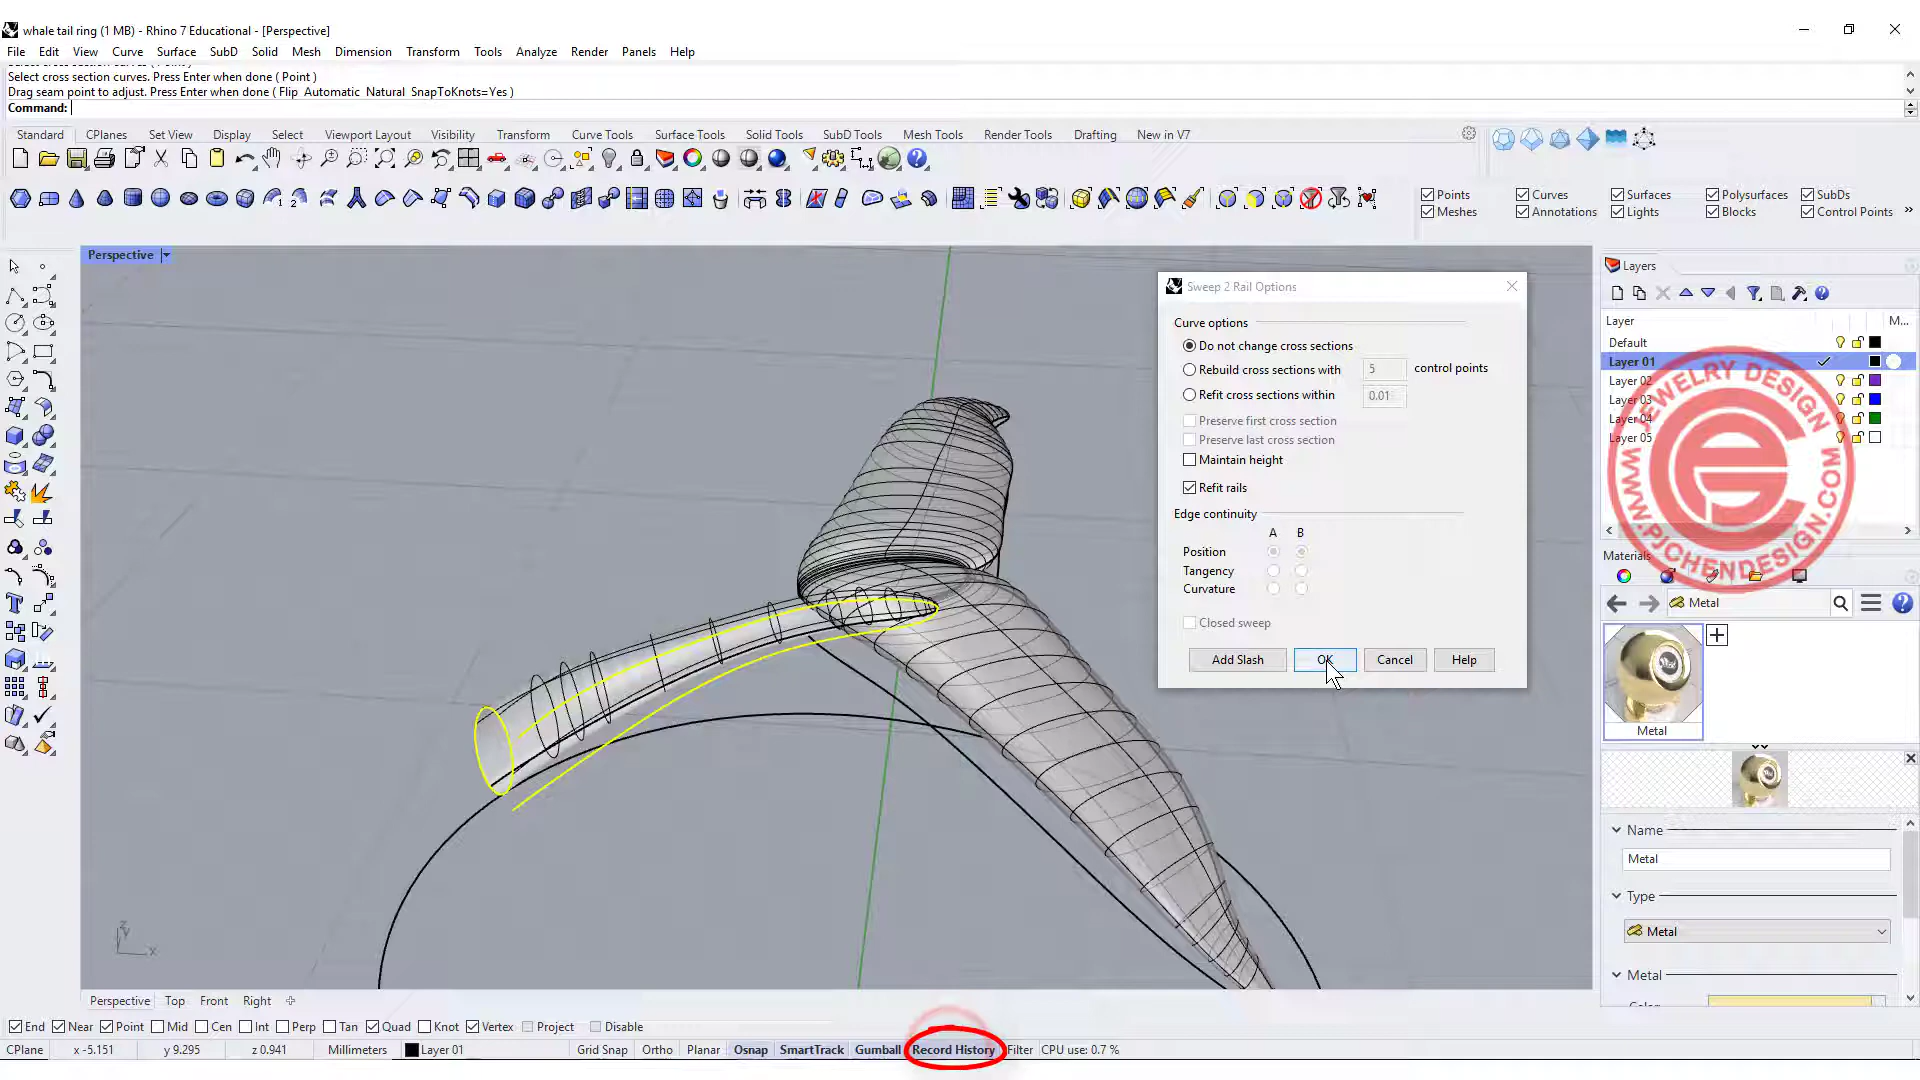 whale tail ring (1 MB) - Rhino 7 Educational - [Perspective]
File Edit View Curve Surface SubD Solid Mesh Dimension Transform Tools Analyze Render Panels Help
Select cross section curves. Press Enter when done ( Point )
Drag seam point to adjust. Press Enter when done ( Flip Automatic Natural SnapToKnots=Yes )
Command:
Standard CPlanes Set View Display Select Viewport Layout Visibility Transform Curve Tools Surface Tools Solid Tools SubD Tools Mesh Tools Render Tools Drafting New in V7
Points Curves Surfaces Polysurfaces SubDs
Meshes Annotations Lights Blocks Control Points
Perspective
Sweep 2 Rail Options
Curve options
Do not change cross sections
Rebuild cross sections with 5 control points
Refit cross sections within 0.01
Preserve first cross section
Preserve last cross section
Maintain height
Refit rails
Edge continuity
A B
Position
Tangency
Curvature
Closed sweep
Add Slash OK Cancel Help
Layers
Layer M...
Default
Layer 01
Layer 02
Layer 03
Layer 04
Layer 05
JEWELRY DESIGN
WWW.PJCHENDESIGN.COM
Materials
Metal
Metal
Name
Metal
Type
Metal
Metal
Perspective Top Front Right
End Near Point Mid Cen Int Perp Tan Quad Knot Vertex Project Disable
CPlane x -5.151 y 9.295 z 0.941 Millimeters Layer 01 Grid Snap Ortho Planar Osnap SmartTrack Gumball Record History Filter CPU use: 0.7 %